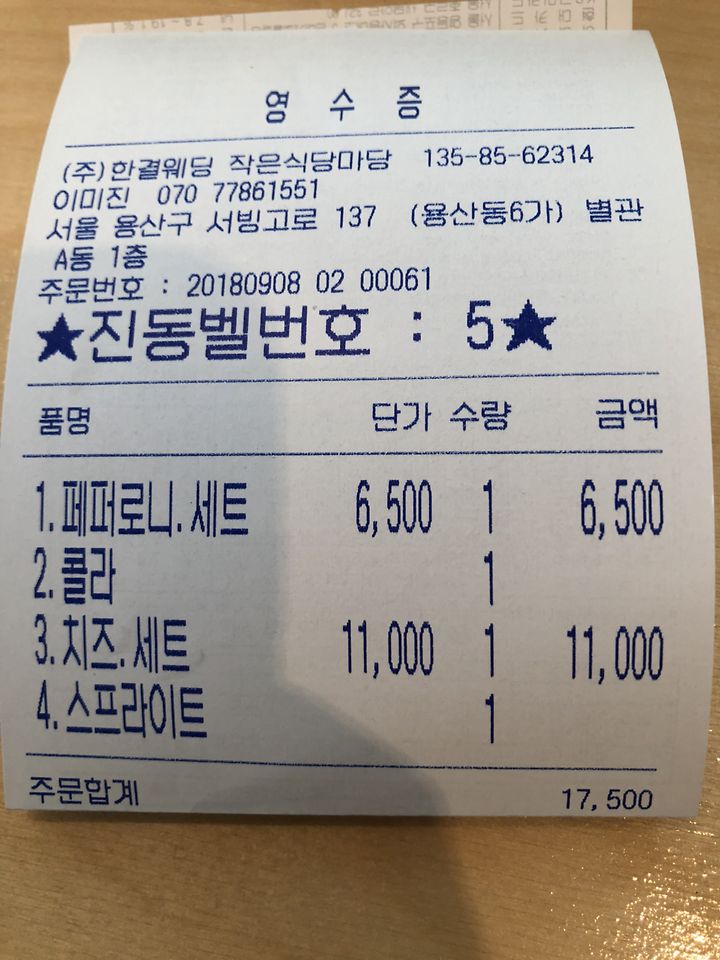 영 수 증
(주)한결웨딩 작은식당마당 135-85-62314
이미진 070 77861551
서울 용산구 서빙고로 137 (용산동6가) 별관
A동 1층
주문번호 : 20180908 02 00061
★진동벨번호 : 5★
품명 단가 수량 금액
1.페퍼로니.세트 6,500 1 6,500
2.콜라 1
3.치즈.세트 11,000 1 11,000
4.스프라이트 1
주문합계 17,500